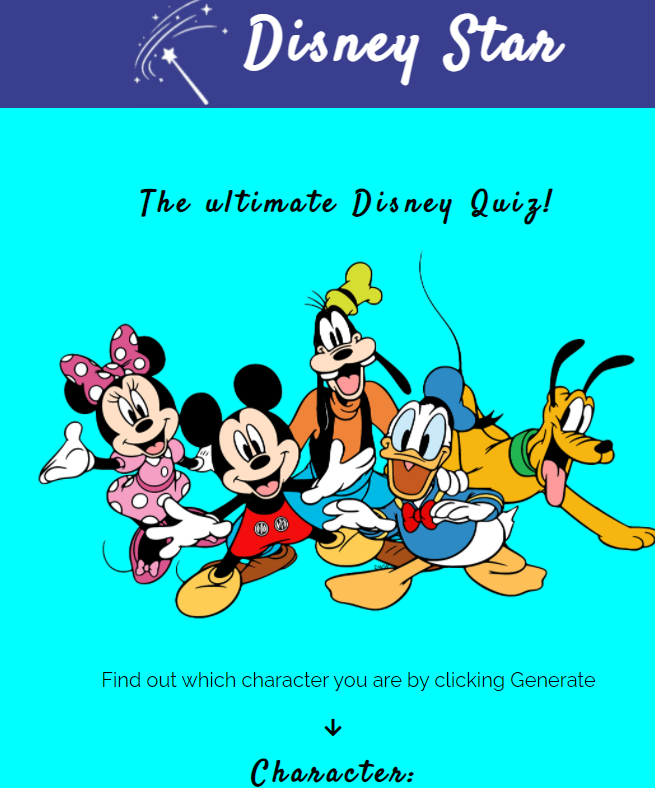 Disney Star
The ultimate Disney Quiz!
Find out which character you are by clicking Generate
Character: